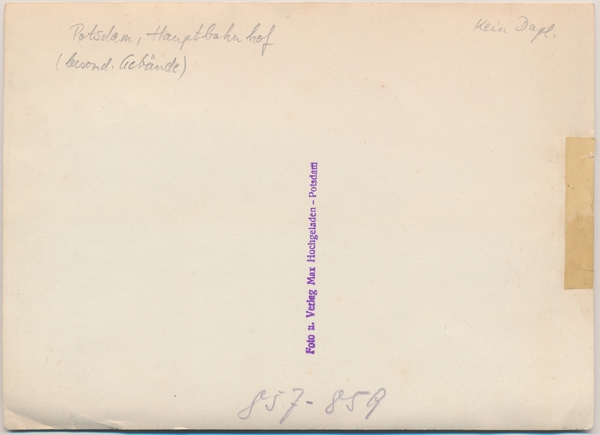 Potsdam, Hauptbahnhof
(besond. Gebäude)
Kein Dupl.
Foto u. Verlag Max Hochgeladen - Potsdam
857-859